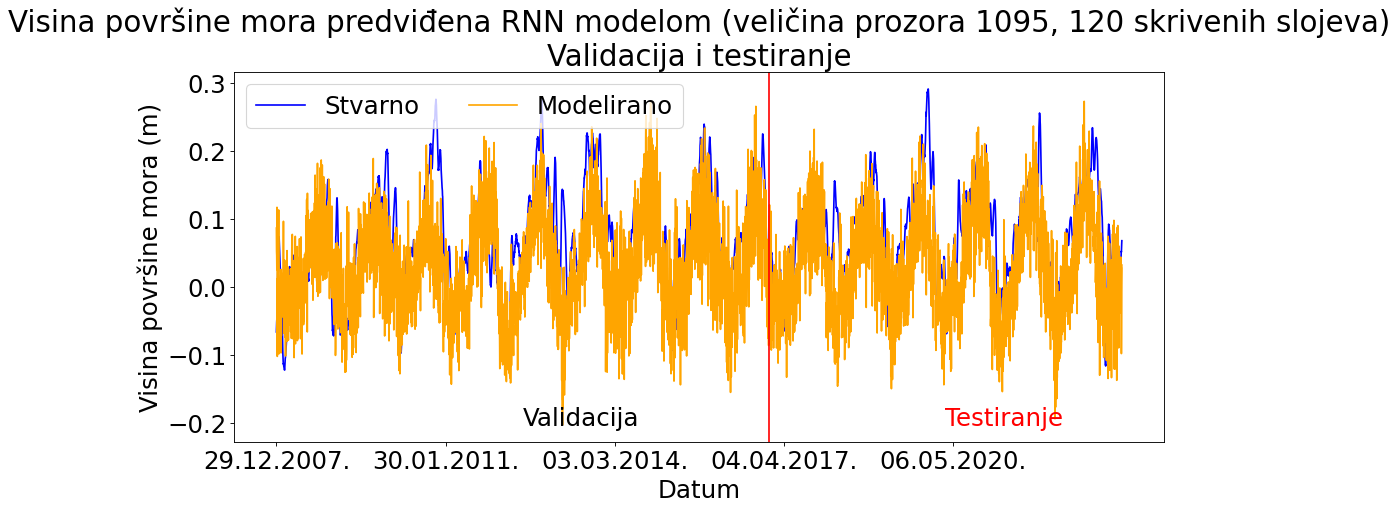 Visina površine mora predviđena RNN modelom (veličina prozora 1095, 120 skrivenih slojeva)
Validacija i testiranje
Stvarno Modelirano
Visina površine mora (m)
0.3
0.2
0.1
0.0
−0.1
−0.2
Validacija Testiranje
29.12.2007. 30.01.2011. 03.03.2014. 04.04.2017. 06.05.2020.
Datum